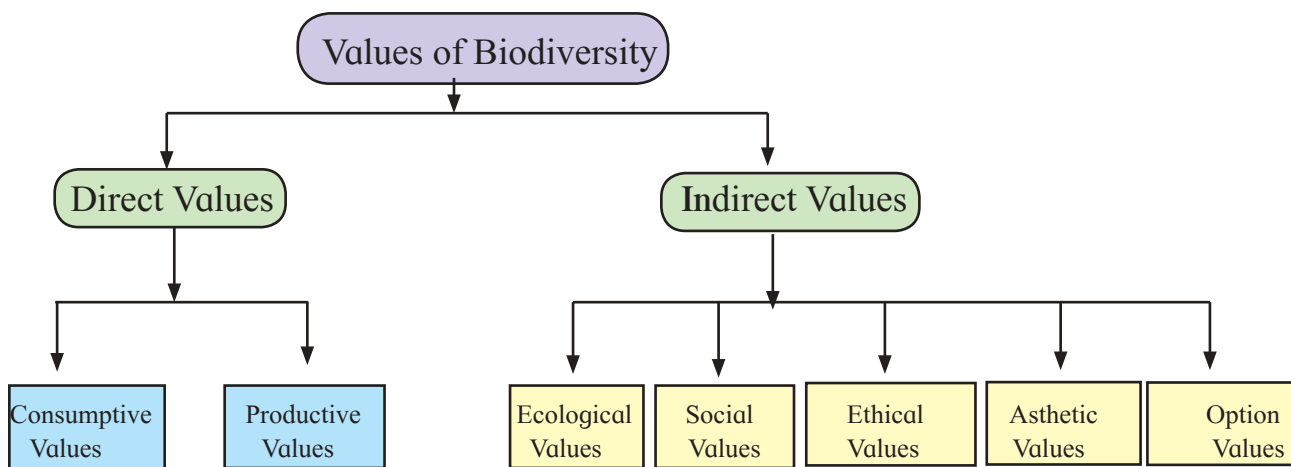 Values of Biodiversity
Direct Values
Indirect Values
Consumptive
Values
Productive
Values
Ecological
Values
Social
Values
Ethical
Values
Asthetic
Values
Option
Values